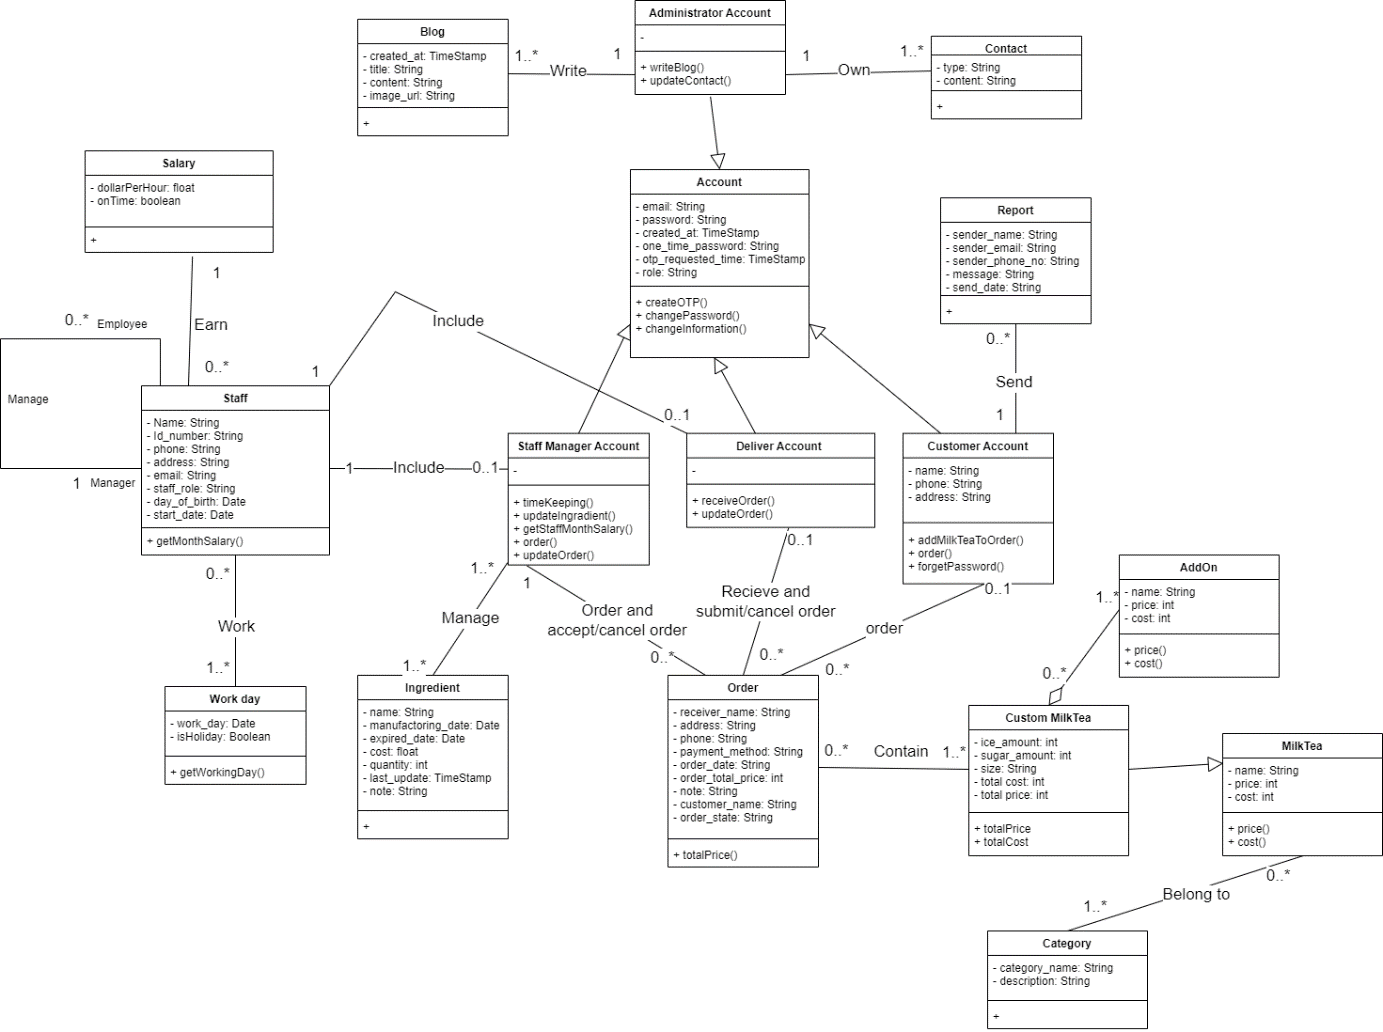 Administrator Account
-
+ writeBlog()
+ updateContact()
Blog
- created_at: TimeStamp
- title: String
- content: String
- image_url: String
+
1..*
Write
1
1
Own
1..*
Contact
- type: String
- content: String
+
Salary
- dollarPerHour: float
- onTime: boolean
+
1
Earn
0..*
Account
- email: String
- password: String
- created_at: TimeStamp
- one_time_password: String
- otp_requested_time: TimeStamp
- role: String
+ createOTP()
+ changePassword()
+ changeInformation()
Report
- sender_name: String
- sender_email: String
- sender_phone_no: String
- message: String
- send_date: String
+
0..*
Send
1
0..* Employee
Manage
1 Manager
1
Include
0..1
Staff
- Name: String
- Id_number: String
- phone: String
- address: String
- email: String
- staff_role: String
- day_of_birth: Date
- start_date: Date
+ getMonthSalary()
1
Include
0..1
Staff Manager Account
-
+ timeKeeping()
+ updateIngradient()
+ getStaffMonthSalary()
+ order()
+ updateOrder()
Deliver Account
-
+ receiveOrder()
+ updateOrder()
Customer Account
- name: String
- phone: String
- address: String
+ addMilkTeaToOrder()
+ order()
+ forgetPassword()
0..*
Work
1..*
1..*
Manage
1..*
1
Order and
accept/cancel order
0..*
0..1
Recieve and
submit/cancel order
0..*
0..1
order
0..*
AddOn
- name: String
- price: int
- cost: int
+ price()
+ cost()
1..*
0..*
Work day
- work_day: Date
- isHoliday: Boolean
+ getWorkingDay()
Ingredient
- name: String
- manufactoring_date: Date
- expired_date: Date
- cost: float
- quantity: int
- last_update: TimeStamp
- note: String
+
Order
- receiver_name: String
- address: String
- phone: String
- payment_method: String
- order_date: String
- order_total_price: int
- note: String
- customer_name: String
- order_state: String
+ totalPrice()
0..*
Contain
1..*
Custom MilkTea
- ice_amount: int
- sugar_amount: int
- size: String
- total cost: int
- total price: int
+ totalPrice
+ totalCost
MilkTea
- name: String
- price: int
- cost: int
+ price()
+ cost()
0..*
Belong to
1..*
Category
- category_name: String
- description: String
+